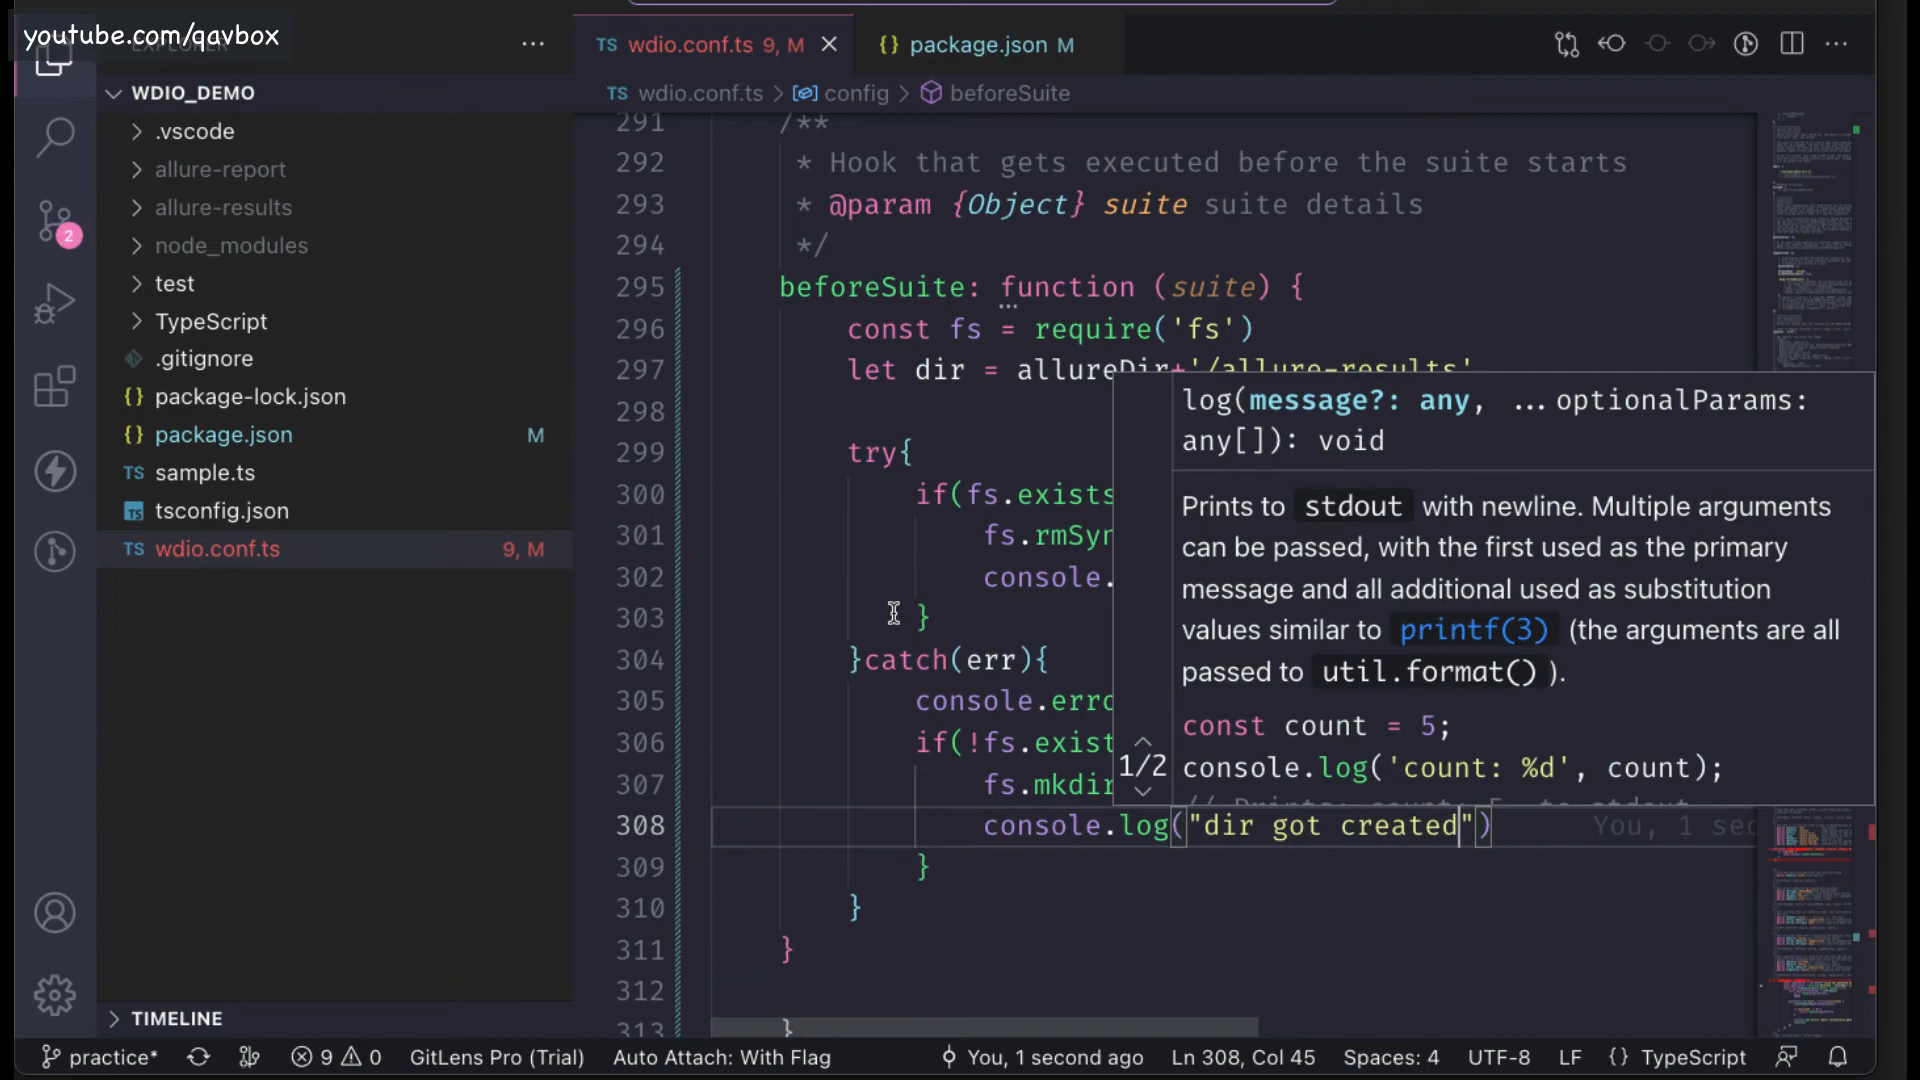 youtube.com/qavbox
WDIO_DEMO
.vscode
allure-report
allure-results
node_modules
test
TypeScript
.gitignore
package-lock.json
package.json M
sample.ts
tsconfig.json
wdio.conf.ts 9, M
TIMELINE
wdio.conf.ts 9, M
package.json M
wdio.conf.ts > config > beforeSuite
291 /**
292 * Hook that gets executed before the suite starts
293 * @param {Object} suite suite details
294 */
295 beforeSuite: function (suite) {
296 const fs = require('fs')
297 let dir = allureDir+'/allure-results'
298
299 try{
300 if(fs.exists
301 fs.rmSyn
302 console.
303 }
304 }catch(err){
305 console.erro
306 if(!fs.exist
307 fs.mkdir
308 console.log("dir got created") You, 1 sec
309 }
310 }
311 }
312
313 }
log(message?: any, ...optionalParams:
any[]): void
Prints to stdout with newline. Multiple arguments
can be passed, with the first used as the primary
message and all additional used as substitution
values similar to printf(3) (the arguments are all
passed to util.format() ).
const count = 5;
console.log('count: %d', count);
// Prints: count: 5, to stdout
1/2
practice* 9 0 GitLens Pro (Trial) Auto Attach: With Flag You, 1 second ago Ln 308, Col 45 Spaces: 4 UTF-8 LF {} TypeScript